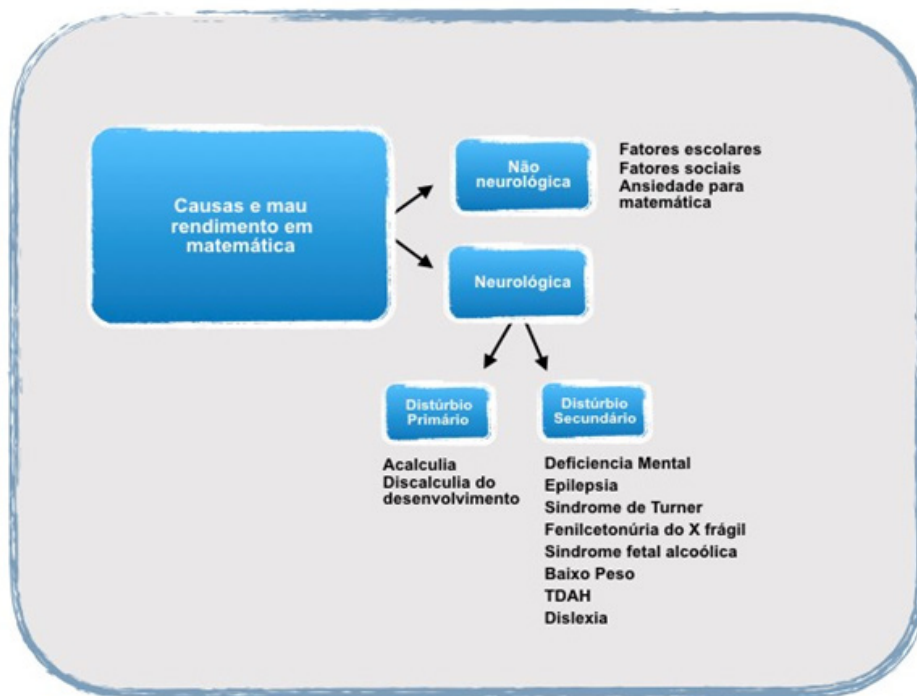 Causas e mau
rendimento em
matemática
Não
neurológica
Fatores escolares
Fatores sociais
Ansiedade para
matemática
Neurológica
Distúrbio
Primário
Acalculia
Discalculia do
desenvolvimento
Distúrbio
Secundário
Deficiencia Mental
Epilepsia
Sindrome de Turner
Fenilcetonúria do X frágil
Sindrome fetal alcoólica
Baixo Peso
TDAH
Dislexia